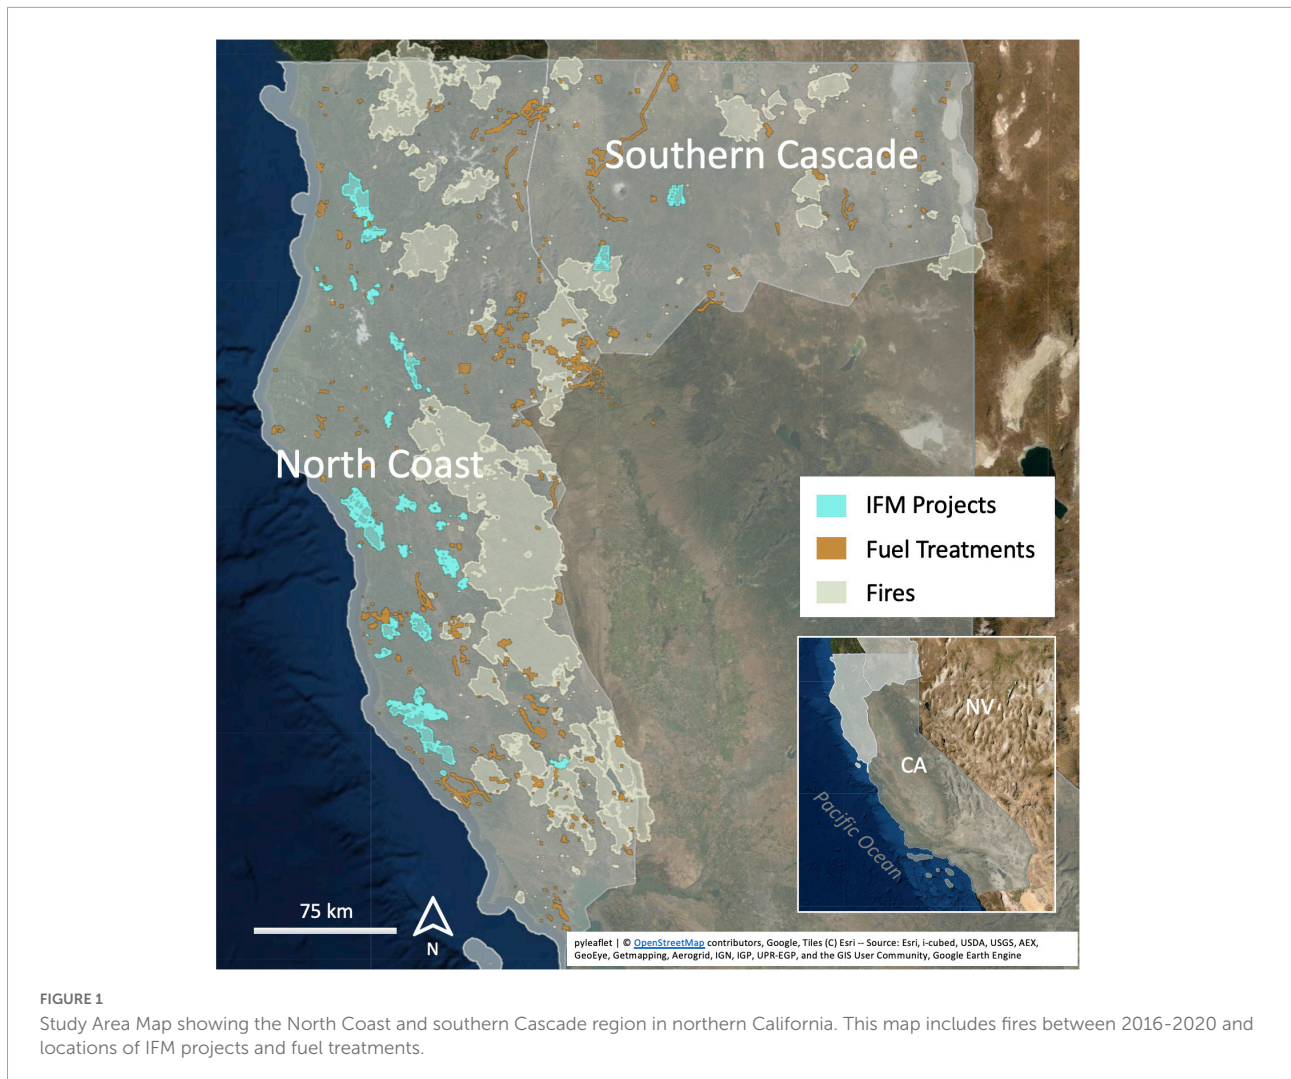 Southern Cascade
North Coast
IFM Projects
Fuel Treatments
Fires
NV
CA
Pacific Ocean
75 km
N
pyleaflet | © OpenStreetMap contributors, Google, Tiles (C) Esri -- Source: Esri, i-cubed, USDA, USGS, AEX,
GeoEye, Getmapping, Aerogrid, IGN, IGP, UPR-EGP, and the GIS User Community, Google Earth Engine
FIGURE 1
Study Area Map showing the North Coast and southern Cascade region in northern California. This map includes fires between 2016-2020 and
locations of IFM projects and fuel treatments.